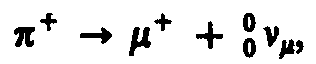 π⁺ → μ⁺ + ⁰₀ν_μ,